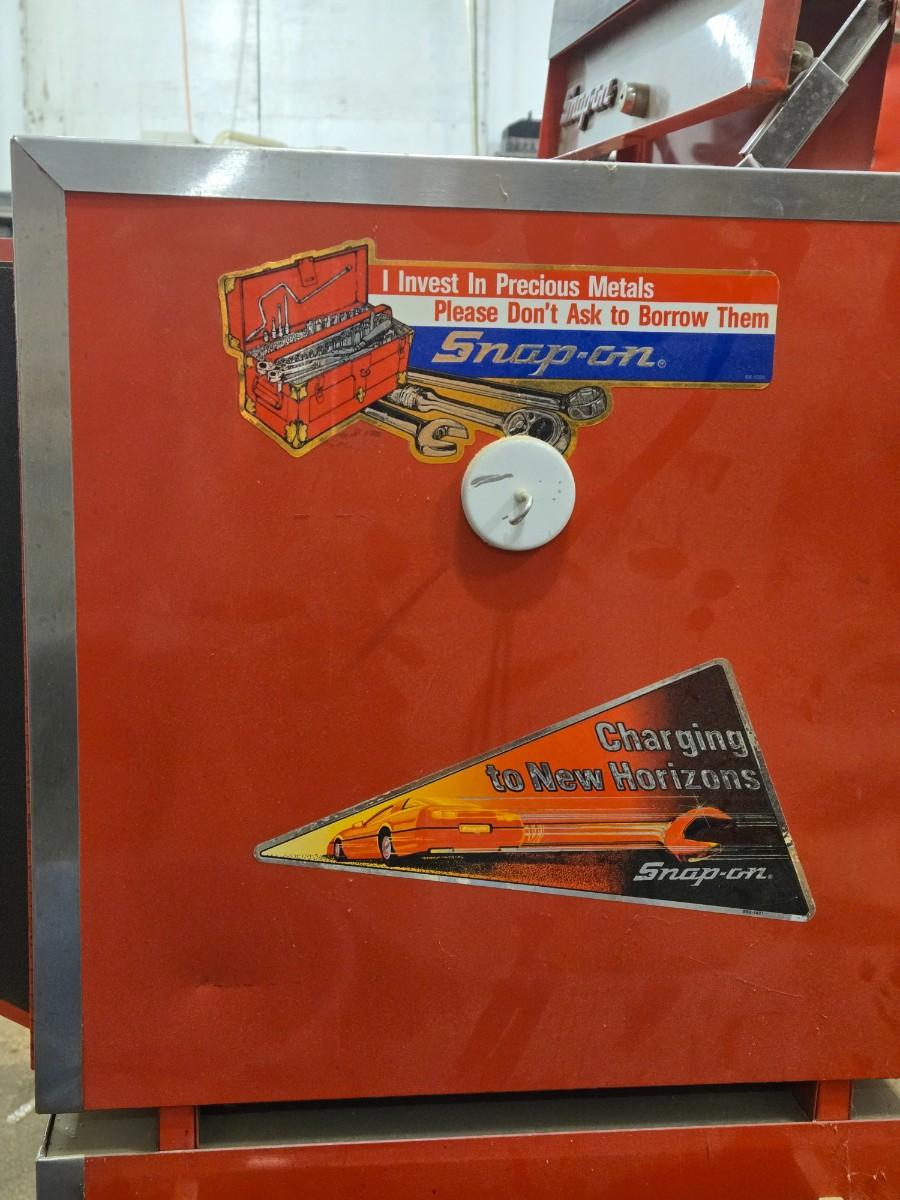 I Invest In Precious Metals
Please Don't Ask to Borrow Them
Snap-on®
Charging
to New Horizons
Snap-on®